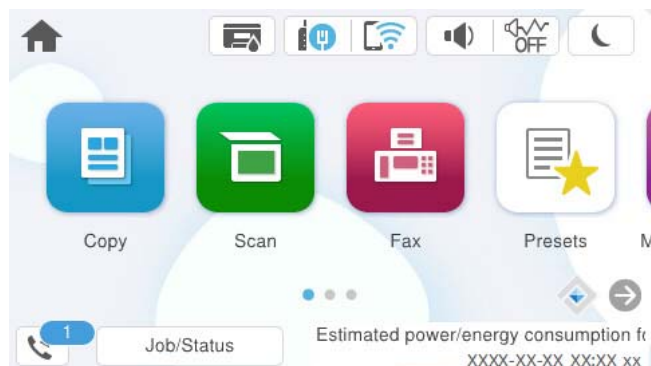 OFF
Copy
Scan
Fax
Presets
1
Job/Status
Estimated power/energy consumption
XXXX-XX-XX XX:XX xx